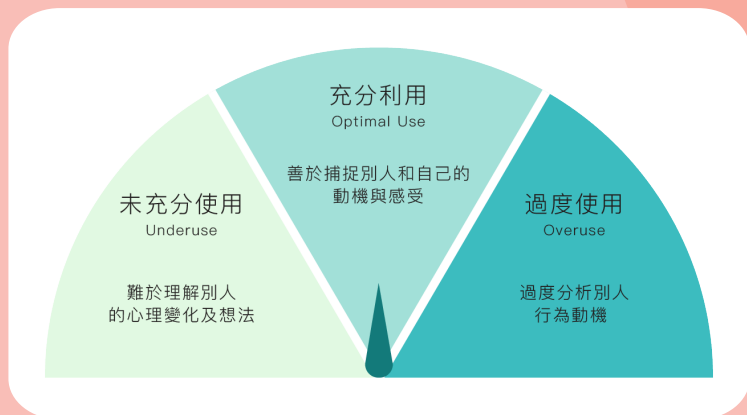 充分利用
Optimal Use
善於捕捉別人和自己的
動機與感受
未充分使用
Underuse
難於理解別人
的心理變化及想法
過度使用
Overuse
過度分析別人
行為動機